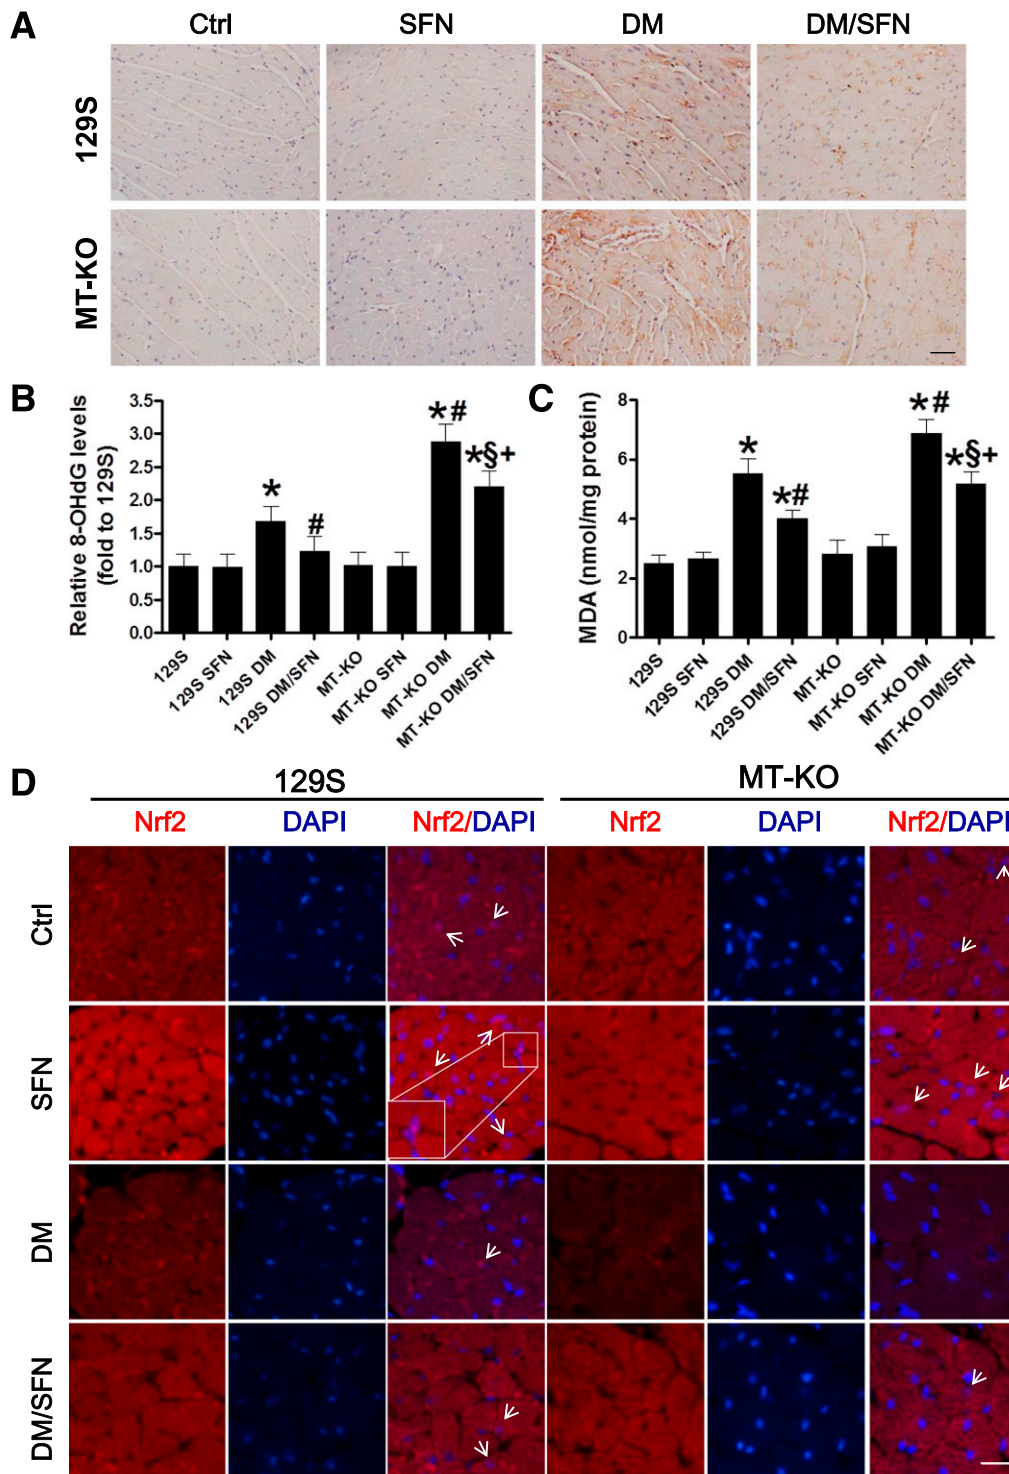 A
Ctrl SFN DM DM/SFN
129S
MT-KO
B
Relative 8-OHdG levels
(fold to 129S)
3.5
3.0
2.5
2.0
1.5
1.0
0.5
0.0
*
#
*#
*§+
129S
129S SFN
129S DM
129S DM/SFN
MT-KO
MT-KO SFN
MT-KO DM
MT-KO DM/SFN
C
MDA (nmol/mg protein)
8
6
4
2
0
*
*#
*#
*§+
129S
129S SFN
129S DM
129S DM/SFN
MT-KO
MT-KO SFN
MT-KO DM
MT-KO DM/SFN
D
129S MT-KO
Nrf2 DAPI Nrf2/DAPI Nrf2 DAPI Nrf2/DAPI
Ctrl
SFN
DM
DM/SFN